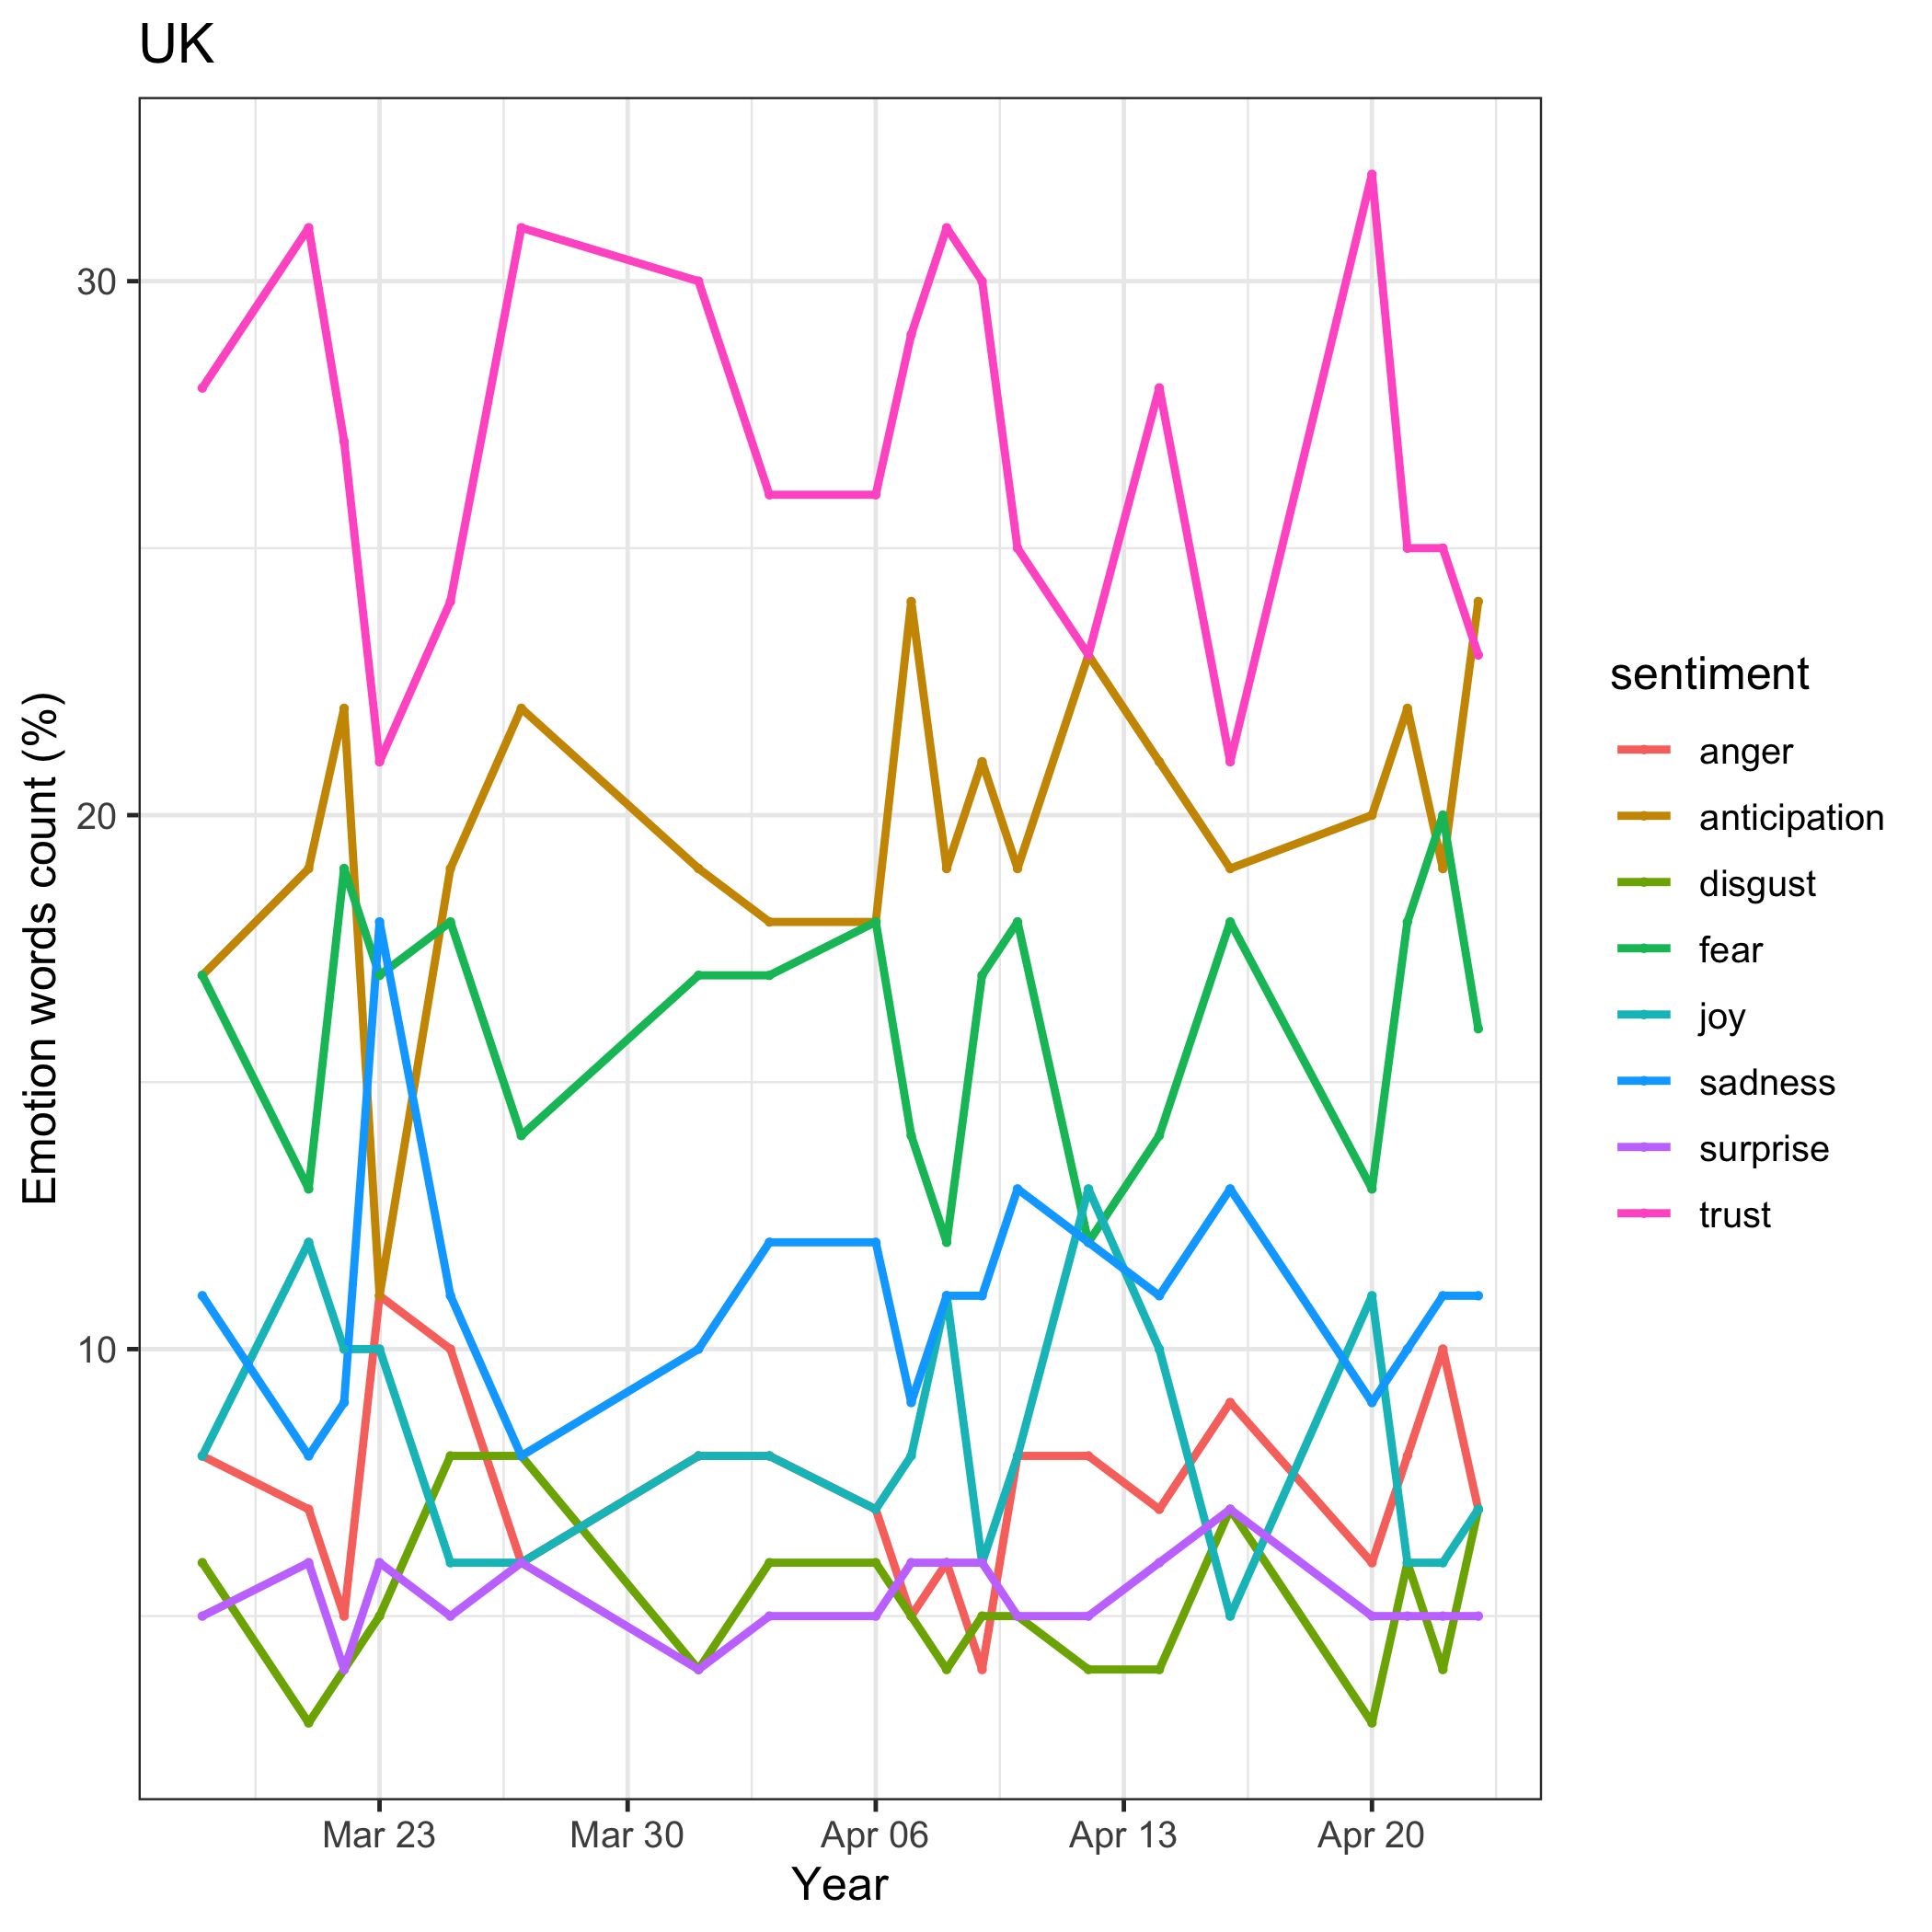 UK
Emotion words count (%)
30
20
10
Mar 23
Mar 30
Apr 06
Apr 13
Apr 20
Year
sentiment
anger
anticipation
disgust
fear
joy
sadness
surprise
trust